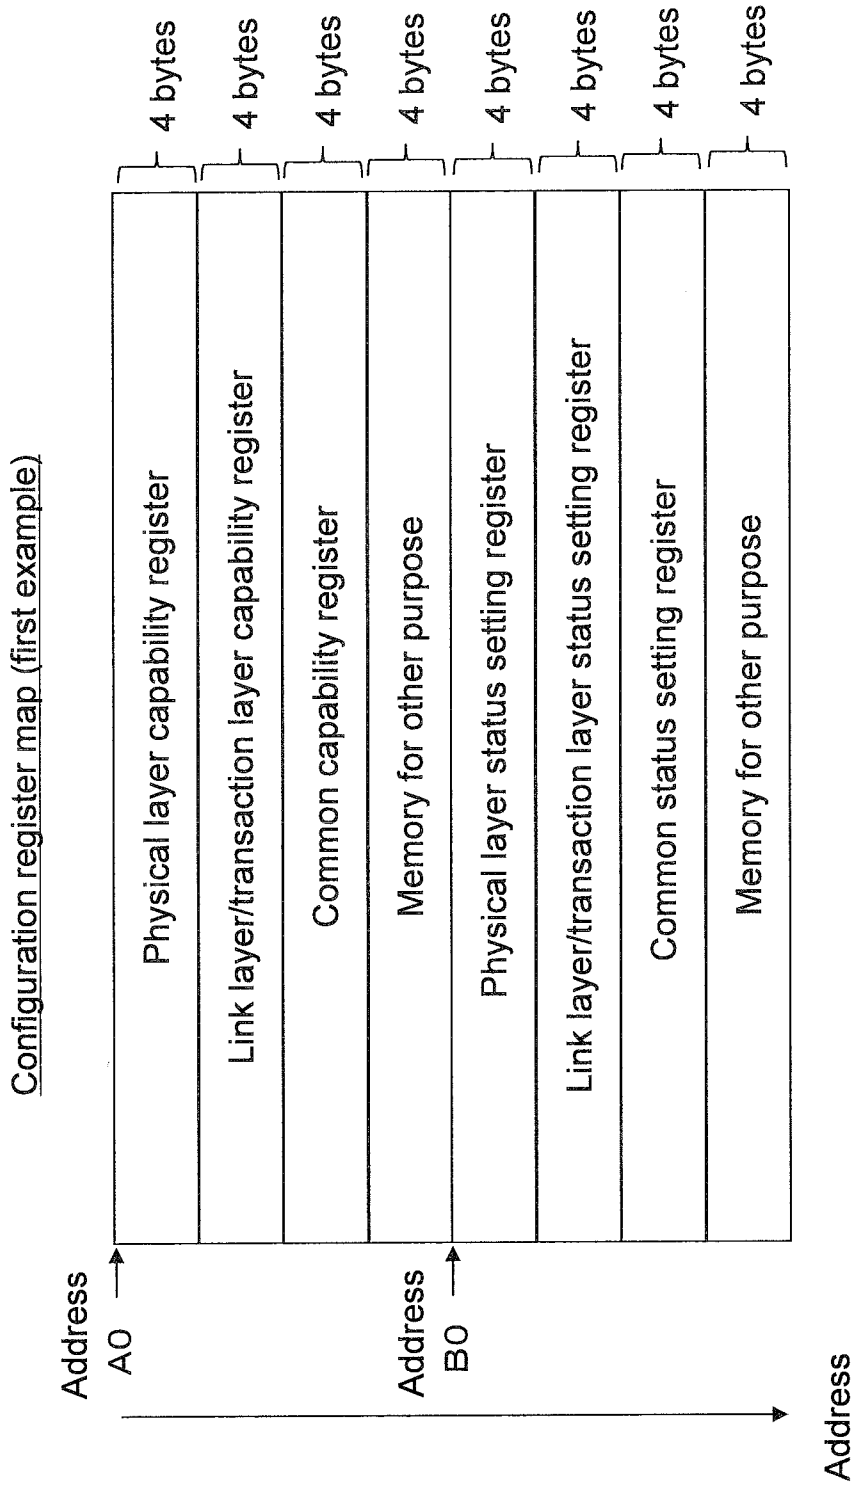 Configuration register map (first example)
Address
A0
Physical layer capability register
4 bytes
Link layer/transaction layer capability register
4 bytes
Common capability register
4 bytes
Memory for other purpose
4 bytes
Address
B0
Physical layer status setting register
4 bytes
Link layer/transaction layer status setting register
4 bytes
Common status setting register
4 bytes
Memory for other purpose
4 bytes
Address